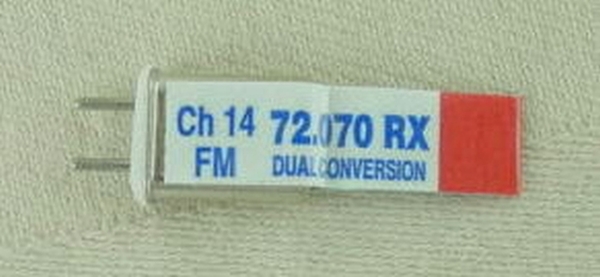 Ch 14 72.070 RX
FM DUAL CONVERSION